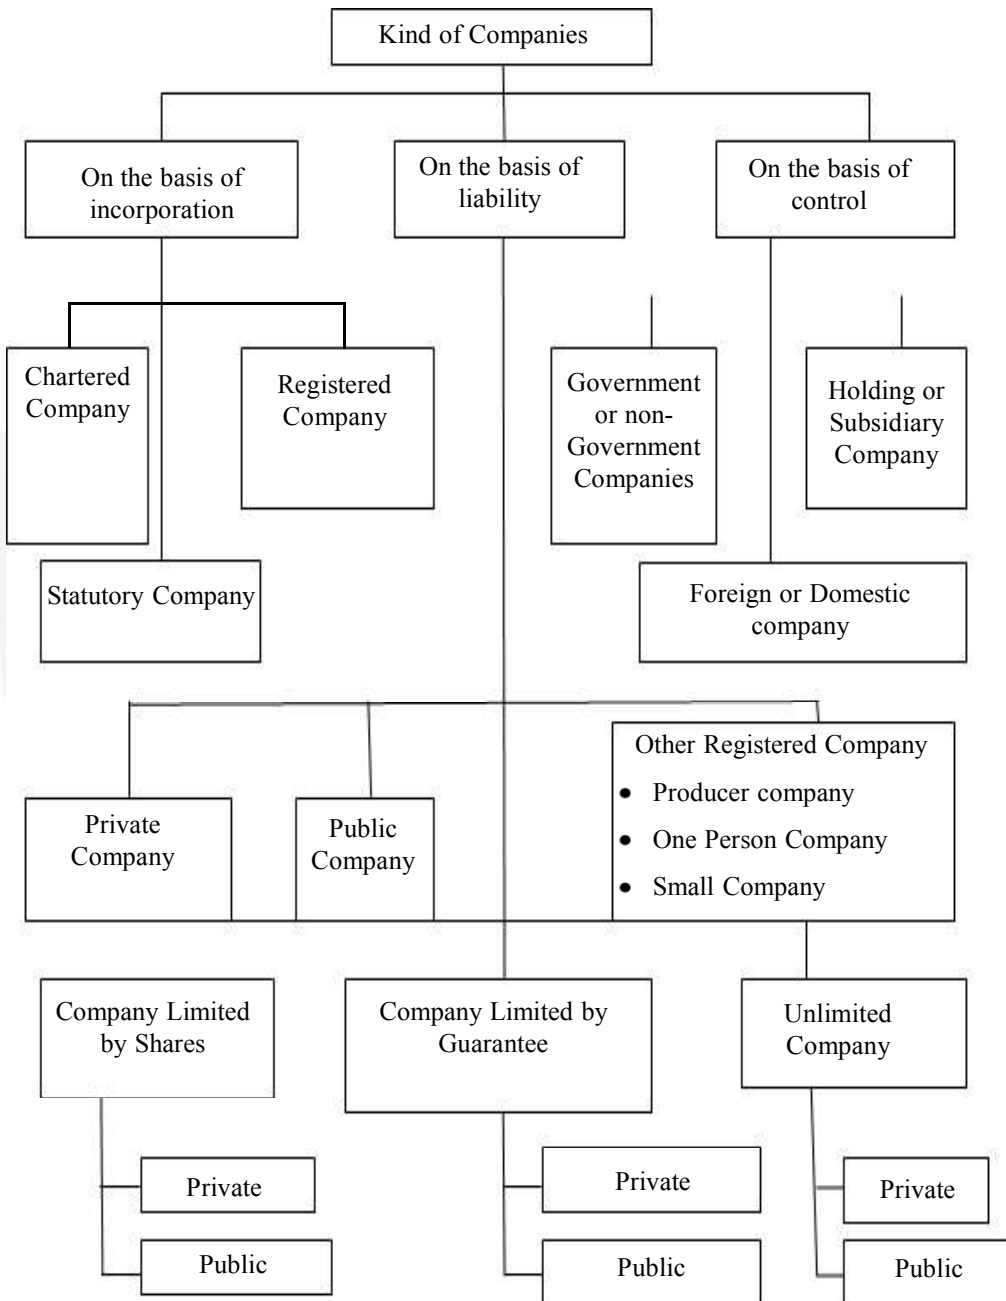 Kind of Companies
On the basis of
incorporation
On the basis of
liability
On the basis of
control
Chartered
Company
Registered
Company
Government
or non-
Government
Companies
Holding or
Subsidiary
Company
Statutory Company
Foreign or Domestic
company
Private
Company
Public
Company
Other Registered Company
• Producer company
• One Person Company
• Small Company
Company Limited
by Shares
Company Limited by
Guarantee
Unlimited
Company
Private
Public
Private
Public
Private
Public